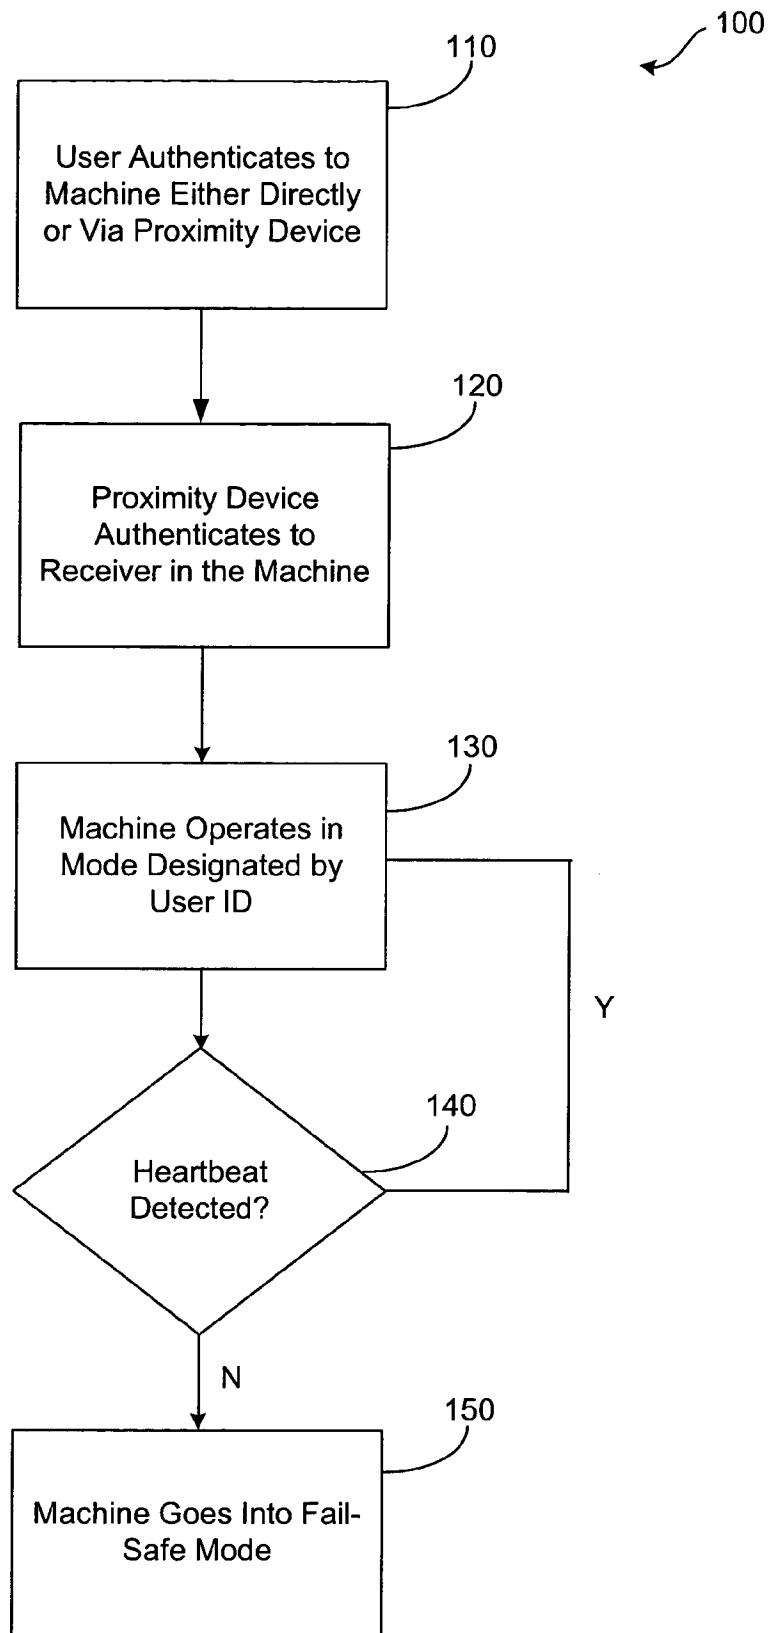 100
110
User Authenticates to
Machine Either Directly
or Via Proximity Device
120
Proximity Device
Authenticates to
Receiver in the Machine
130
Machine Operates in
Mode Designated by
User ID
Y
140
Heartbeat
Detected?
N
150
Machine Goes Into Fail-
Safe Mode